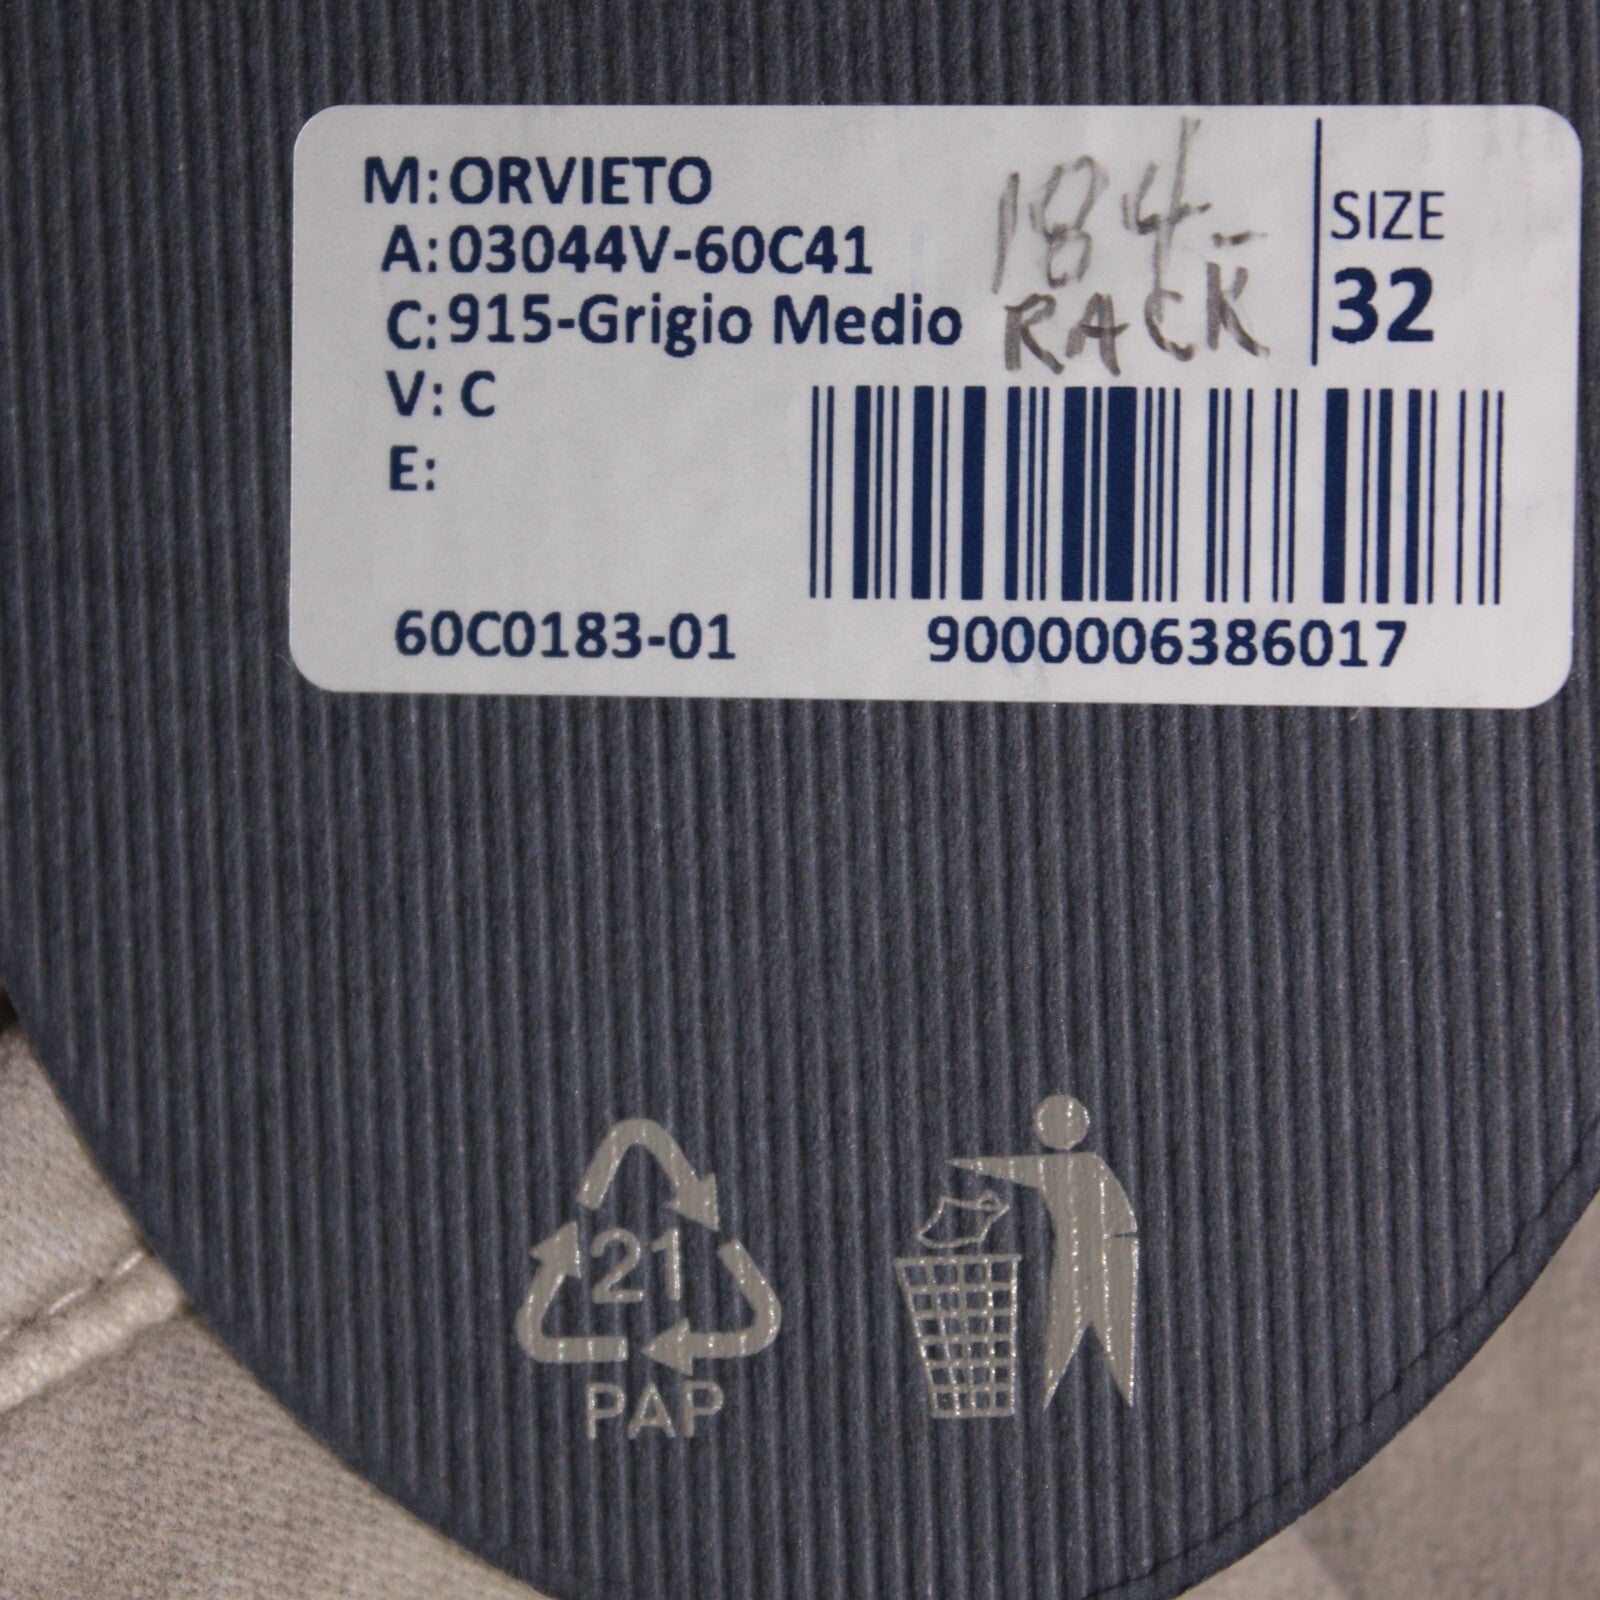 M: ORVIETO
A: 03044V-60C41
C: 915-Grigio Medio
V: C
E:
184-
RACK
SIZE
32
60C0183-01
9000006386017
21
PAP